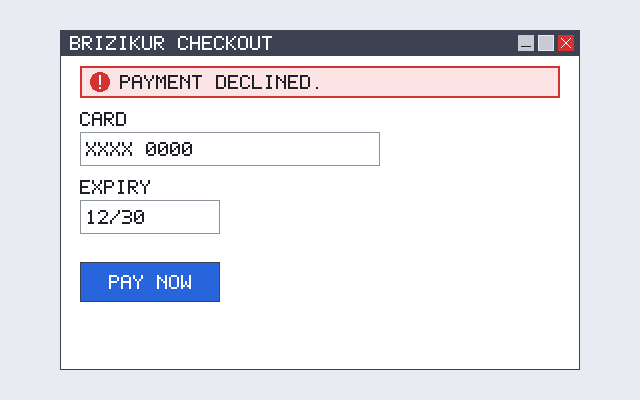 BRIZIKUR CHECKOUT
PAYMENT DECLINED.
CARD
XXXX 0000
EXPIRY
12/30
PAY NOW